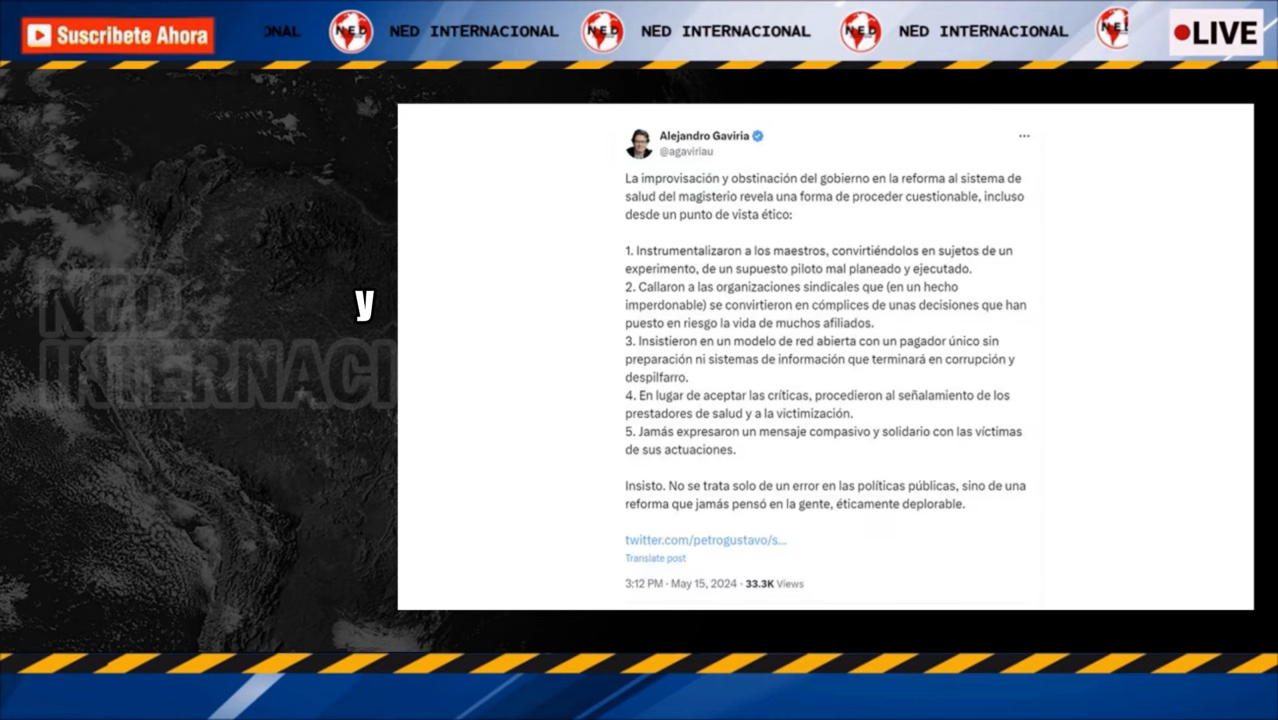 Suscribete Ahora
ONAL NED NED INTERNACIONAL NED NED INTERNACIONAL NED NED INTERNACIONAL NED
LIVE
NED
INTERNACI
y
Alejandro Gaviria
@agaviriau
La improvisación y obstinación del gobierno en la reforma al sistema de
salud del magisterio revela una forma de proceder cuestionable, incluso
desde un punto de vista ético:
1. Instrumentalizaron a los maestros, convirtiéndolos en sujetos de un
experimento, de un supuesto piloto mal planeado y ejecutado.
2. Callaron a las organizaciones sindicales que (en un hecho
imperdonable) se convirtieron en cómplices de unas decisiones que han
puesto en riesgo la vida de muchos afiliados.
3. Insistieron en un modelo de red abierta con un pagador único sin
preparación ni sistemas de información que terminará en corrupción y
despilfarro.
4. En lugar de aceptar las críticas, procedieron al señalamiento de los
prestadores de salud y a la victimización.
5. Jamás expresaron un mensaje compasivo y solidario con las víctimas
de sus actuaciones.
Insisto. No se trata solo de un error en las políticas públicas, sino de una
reforma que jamás pensó en la gente, éticamente deplorable.
twitter.com/petrogustavo/s...
Translate post
3:12 PM · May 15, 2024 · 33.3K Views